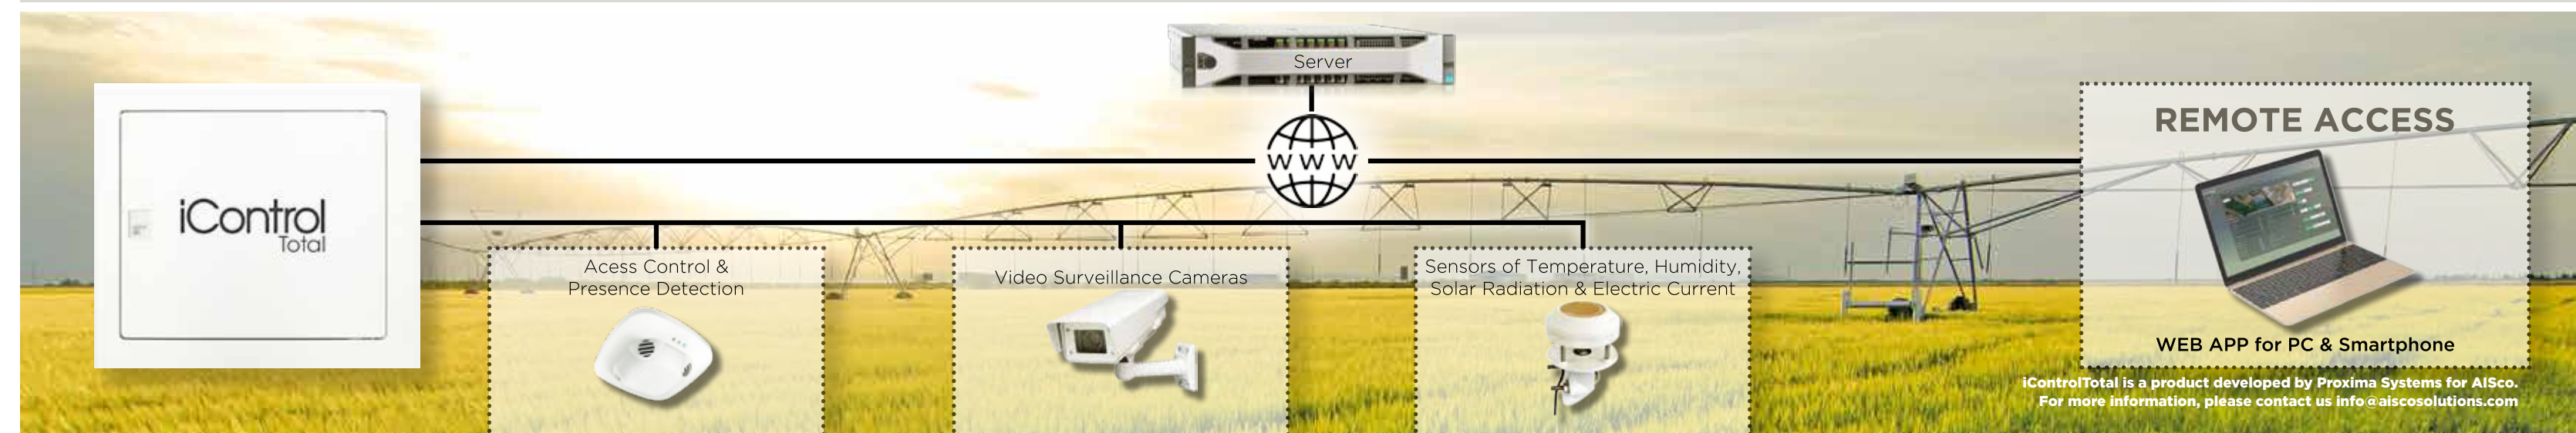 Server
WWW
iControl
Total
REMOTE ACCESS
Acess Control &
Presence Detection
Video Surveillance Cameras
Sensors of Temperature, Humidity,
Solar Radiation & Electric Current
WEB APP for PC & Smartphone
iControlTotal is a product developed by Proxima Systems for AISco.
For more information, please contact us info@aiscosolutions.com